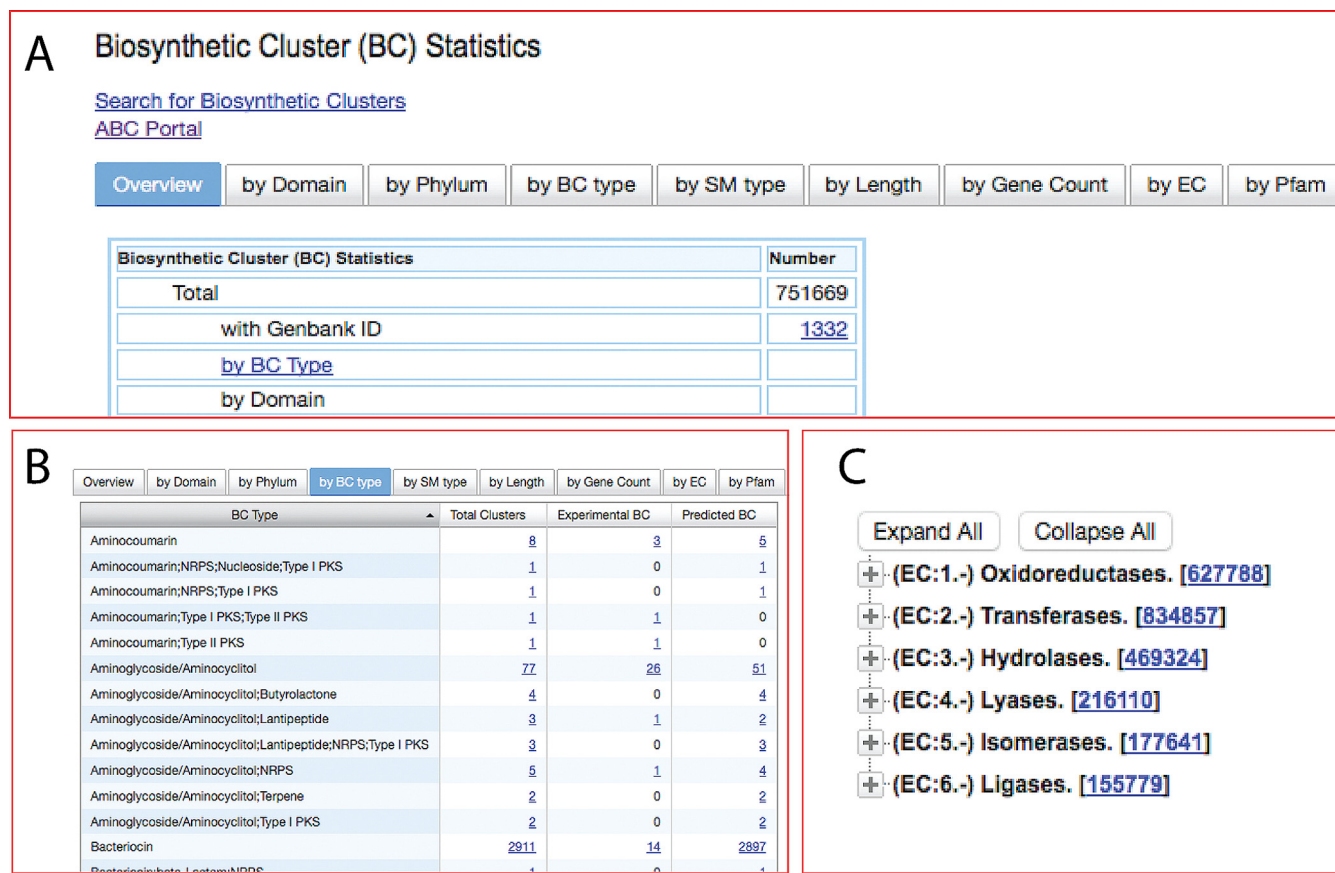 A
Biosynthetic Cluster (BC) Statistics
Search for Biosynthetic Clusters
ABC Portal
Overview by Domain by Phylum by BC type by SM type by Length by Gene Count by EC by Pfam
Biosynthetic Cluster (BC) Statistics Number
Total 751669
with Genbank ID 1332
by BC Type
by Domain
B
Overview by Domain by Phylum by BC type by SM type by Length by Gene Count by EC by Pfam
BC Type Total Clusters Experimental BC Predicted BC
Aminocoumarin 8 3 5
Aminocoumarin;NRPS;Nucleoside;Type I PKS 1 0 1
Aminocoumarin;NRPS;Type I PKS 1 0 1
Aminocoumarin;Type I PKS;Type II PKS 1 1 0
Aminocoumarin;Type II PKS 1 1 0
Aminoglycoside/Aminocyclitol 77 26 51
Aminoglycoside/Aminocyclitol;Butyrolactone 4 0 4
Aminoglycoside/Aminocyclitol;Lantipeptide 3 1 2
Aminoglycoside/Aminocyclitol;Lantipeptide;NRPS;Type I PKS 3 0 3
Aminoglycoside/Aminocyclitol;NRPS 5 1 4
Aminoglycoside/Aminocyclitol;Terpene 2 0 2
Aminoglycoside/Aminocyclitol;Type I PKS 2 0 2
Bacteriocin 2911 14 2897
C
Expand All Collapse All
(EC:1.-) Oxidoreductases. [627788]
(EC:2.-) Transferases. [834857]
(EC:3.-) Hydrolases. [469324]
(EC:4.-) Lyases. [216110]
(EC:5.-) Isomerases. [177641]
(EC:6.-) Ligases. [155779]